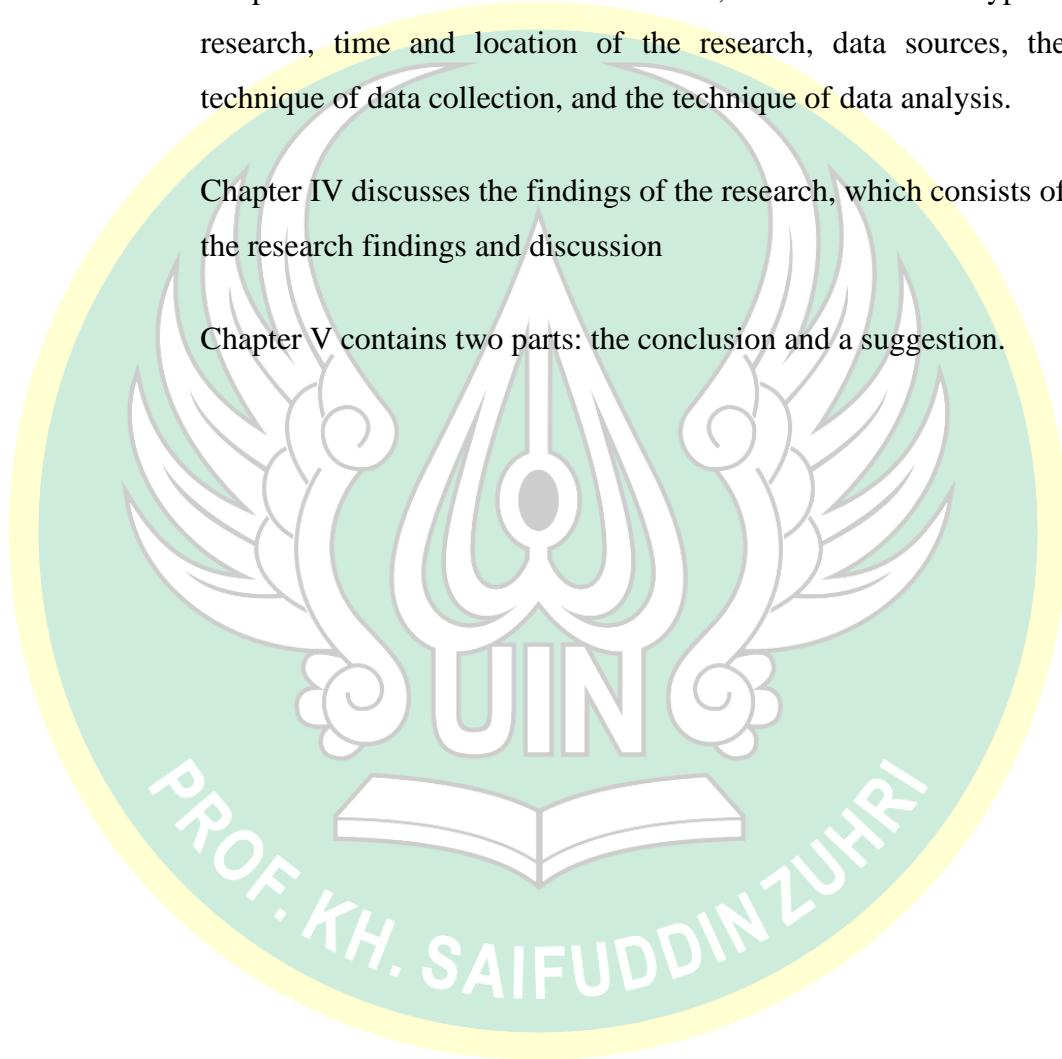 research, time and location of the research, data sources, the
technique of data collection, and the technique of data analysis.
Chapter IV discusses the findings of the research, which consists of
the research findings and discussion
Chapter V contains two parts: the conclusion and a suggestion.
UIN
PROF. KH. SAIFUDDIN ZUHRI